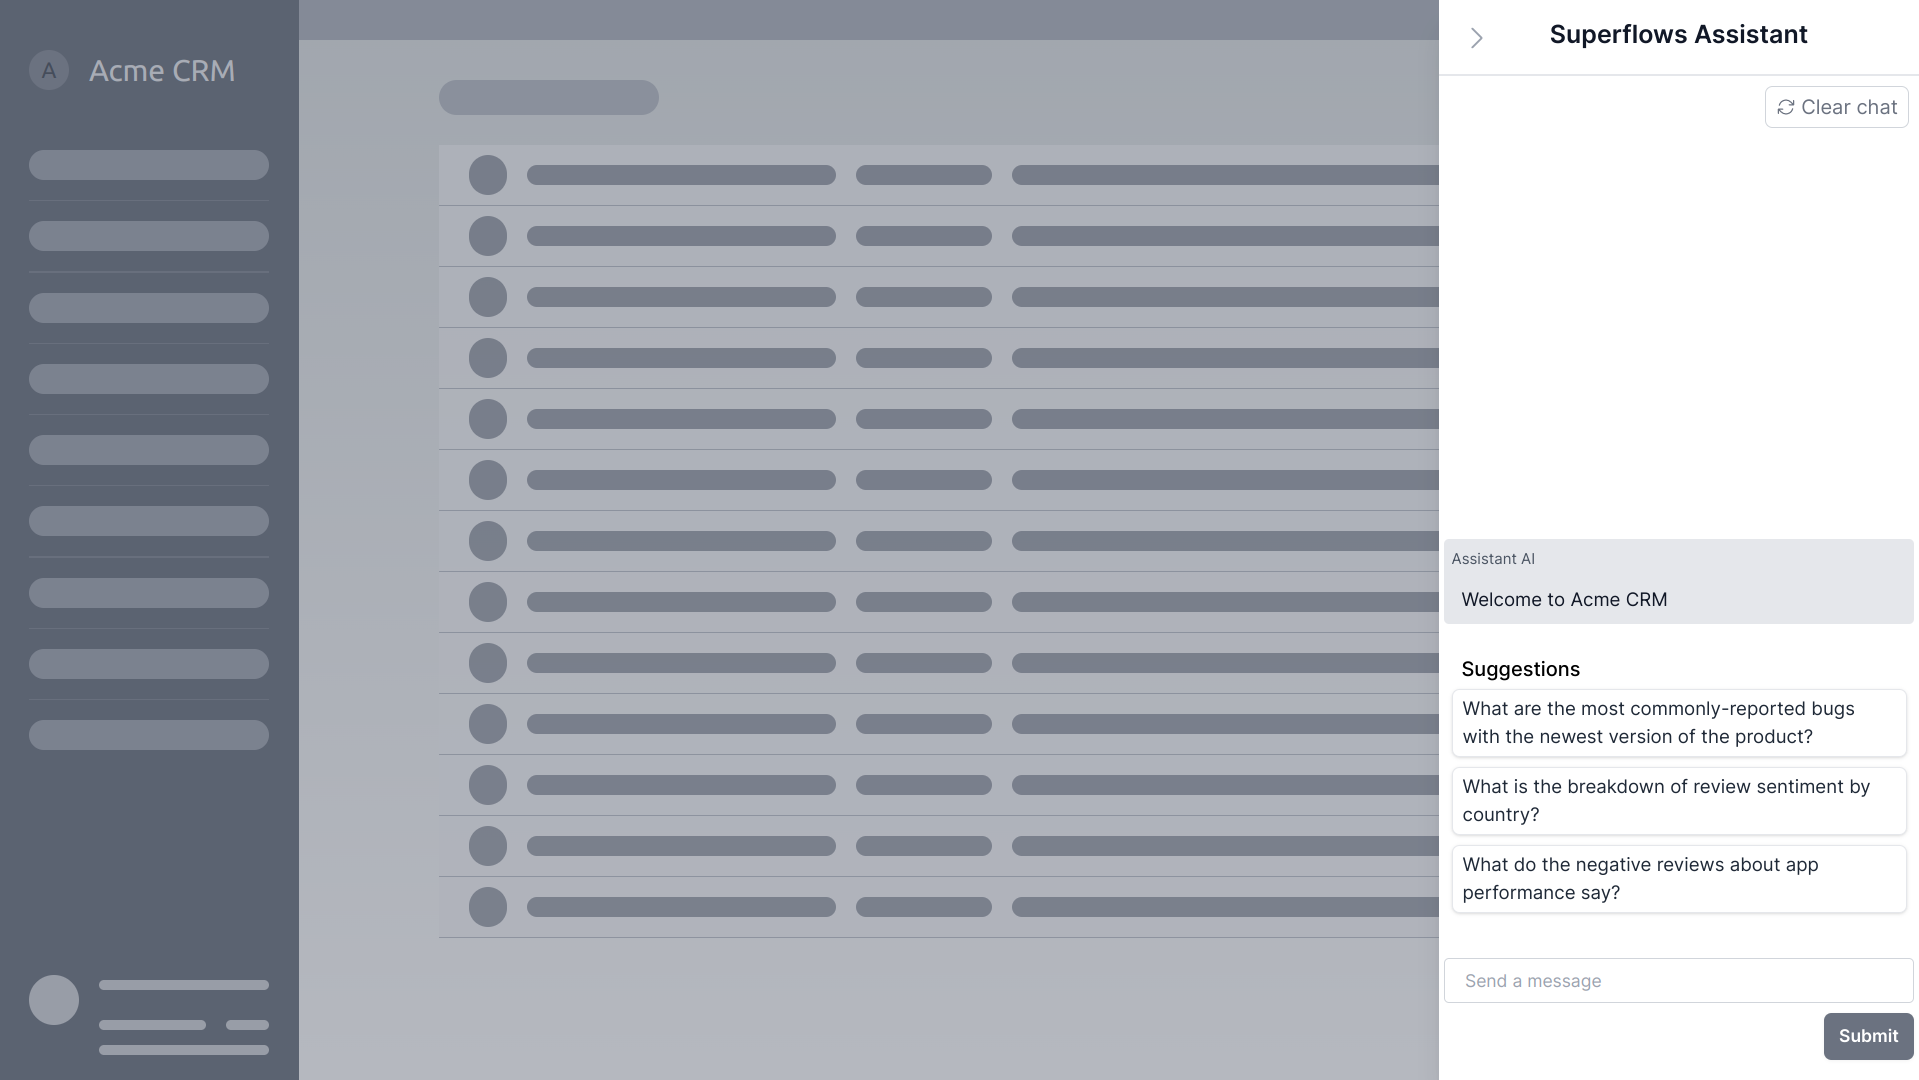 A
Acme CRM
Superflows Assistant
Clear chat
Assistant AI
Welcome to Acme CRM
Suggestions
What are the most commonly-reported bugs
with the newest version of the product?
What is the breakdown of review sentiment by
country?
What do the negative reviews about app
performance say?
Send a message
Submit